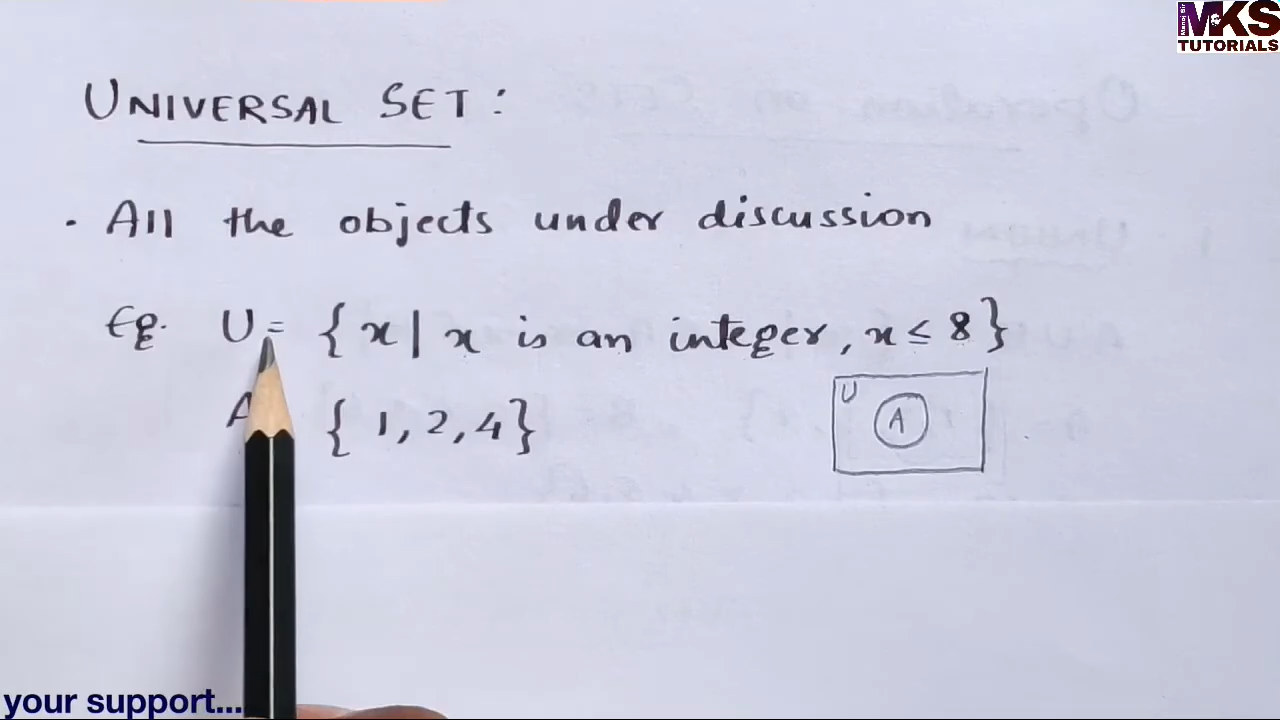 MKS
TUTORIALS
UNIVERSAL SET:
· All the objects under discussion
Eg. U = { x | x is an integer, x ≤ 8 }
A { 1, 2, 4 }
U
A
your support...